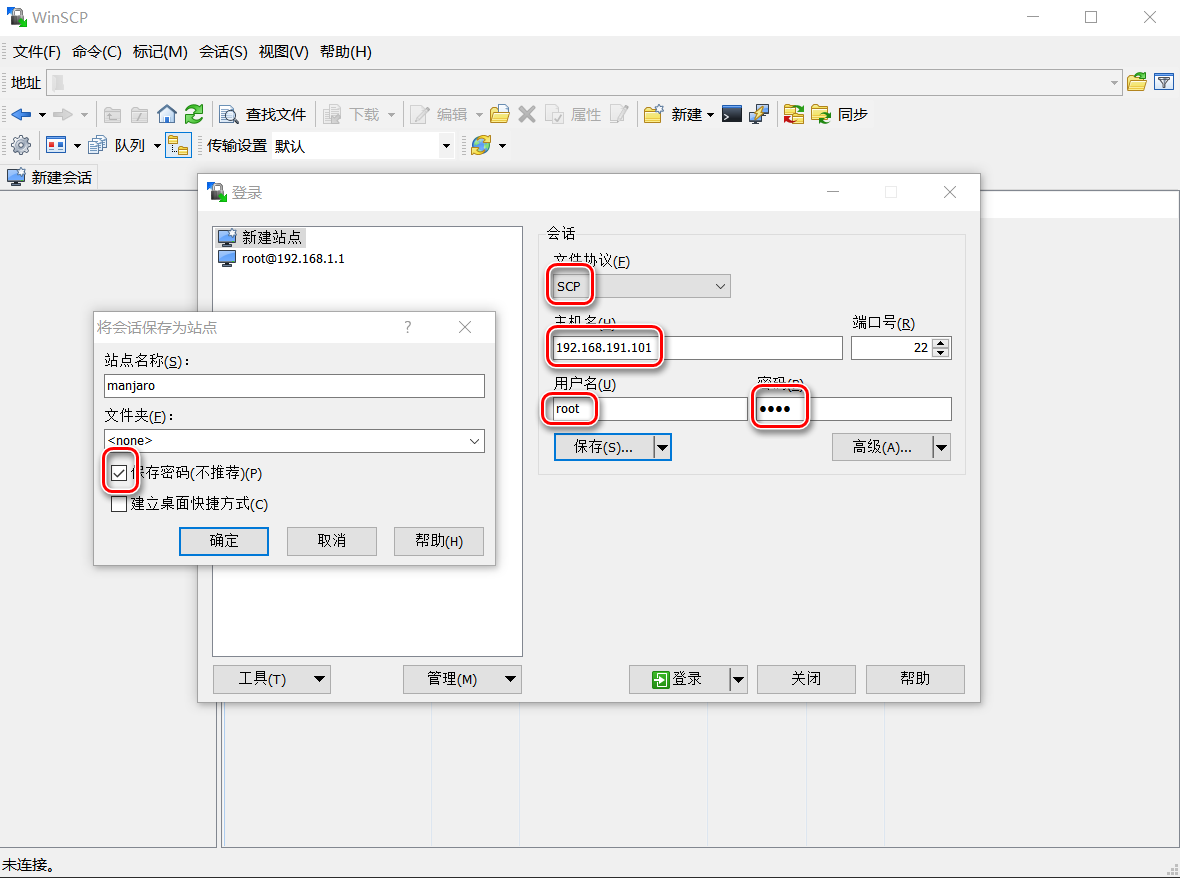 WinSCP
文件(F) 命令(C) 标记(M) 会话(S) 视图(V) 帮助(H)
地址
查找文件 下载 编辑 属性 新建 同步
队列 传输设置 默认
新建会话
登录
新建站点
root@192.168.1.1
会话
文件协议(F)
SCP
主机名(H) 端口号(R)
192.168.191.101 22
用户名(U) 密码(P)
root ●●●●
保存(S)... 高级(A)...
将会话保存为站点 ?
站点名称(S)：
manjaro
文件夹(F)：
<none>
保存密码(不推荐)(P)
建立桌面快捷方式(C)
确定 取消 帮助(H)
工具(T) 管理(M) 登录 关闭 帮助
未连接。